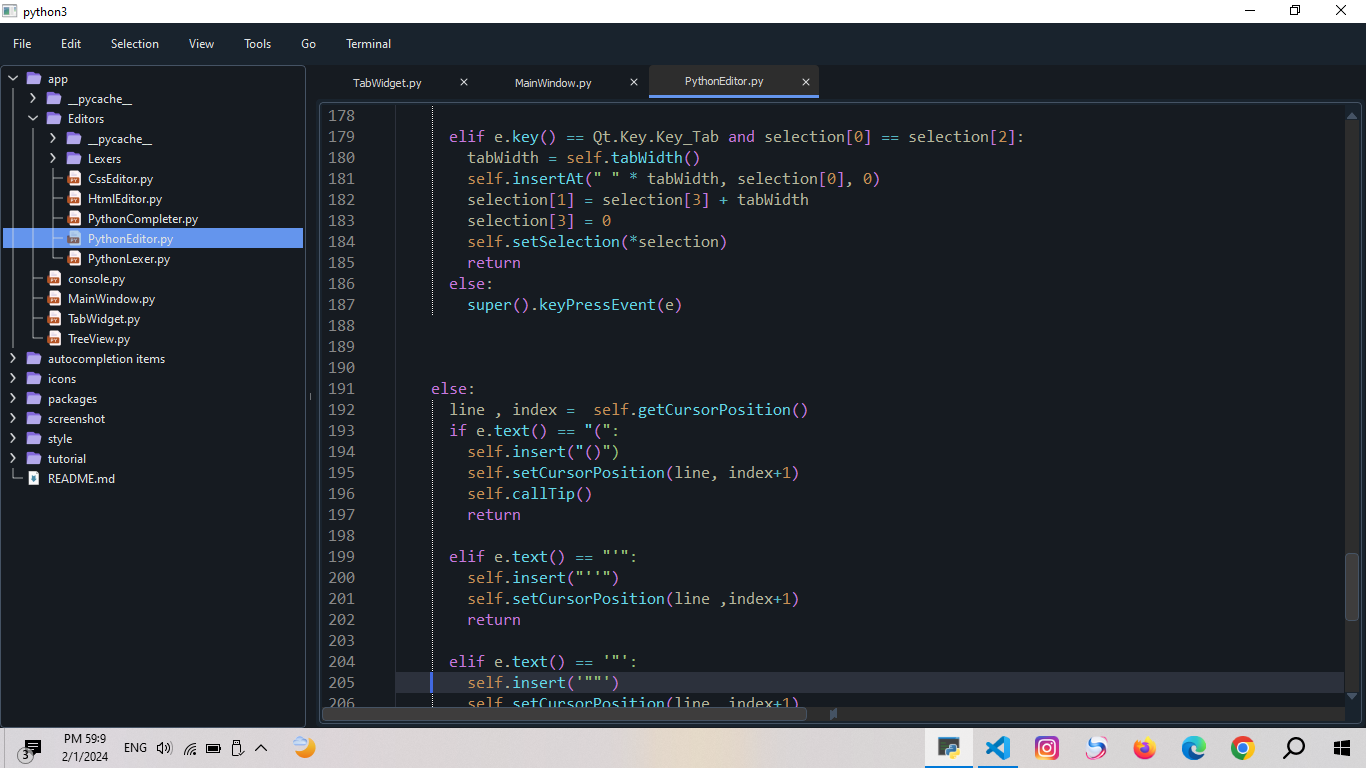 python3
File Edit Selection View Tools Go Terminal
app
__pycache__
Editors
__pycache__
Lexers
CssEditor.py
HtmlEditor.py
PythonCompleter.py
PythonEditor.py
PythonLexer.py
console.py
MainWindow.py
TabWidget.py
TreeView.py
autocompletion items
icons
packages
screenshot
style
tutorial
README.md
TabWidget.py MainWindow.py PythonEditor.py
178
179 elif e.key() == Qt.Key.Key_Tab and selection[0] == selection[2]:
180 tabWidth = self.tabWidth()
181 self.insertAt(" " * tabWidth, selection[0], 0)
182 selection[1] = selection[3] + tabWidth
183 selection[3] = 0
184 self.setSelection(*selection)
185 return
186 else:
187 super().keyPressEvent(e)
188
189
190
191 else:
192 line , index =  self.getCursorPosition()
193 if e.text() == "(":
194 self.insert("()")
195 self.setCursorPosition(line, index+1)
196 self.callTip()
197 return
198
199 elif e.text() == "'":
200 self.insert("''")
201 self.setCursorPosition(line ,index+1)
202 return
203
204 elif e.text() == '"':
205 self.insert('""')
206 self.setCursorPosition(line, index+1)
3 PM 59:9 ENG
2/1/2024